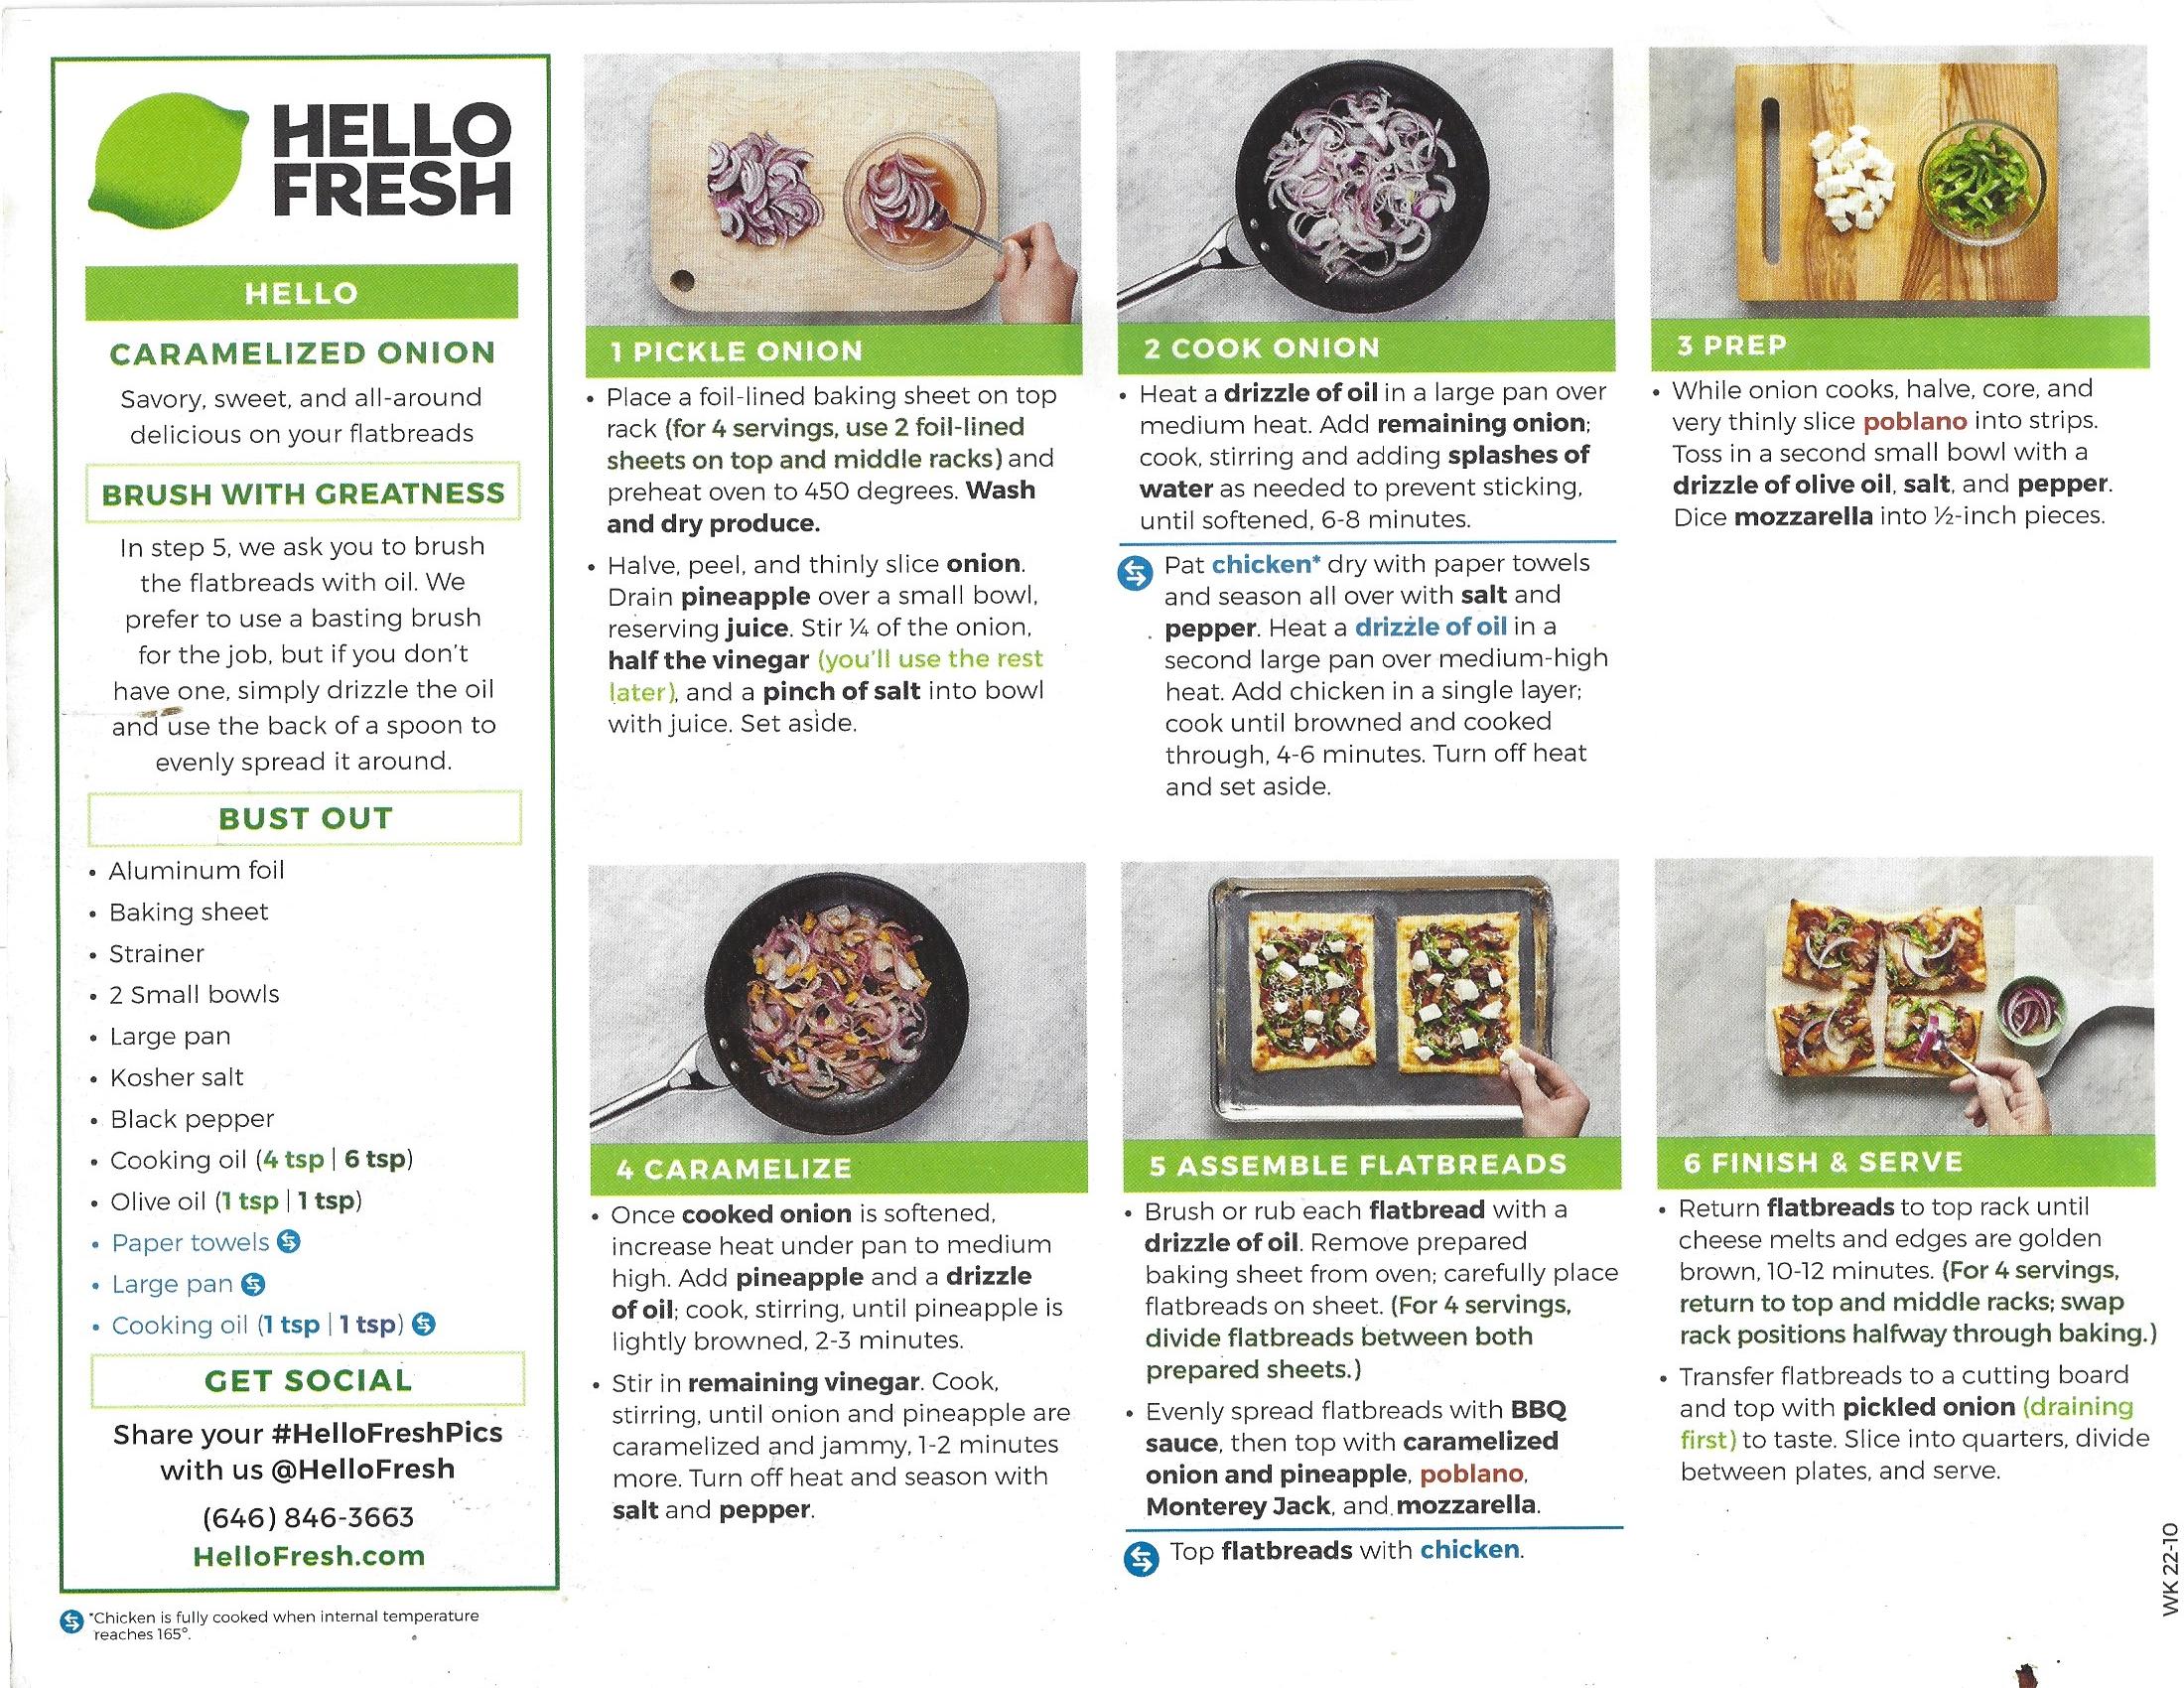 HELLO
FRESH
HELLO
CARAMELIZED ONION
Savory, sweet, and all-around
delicious on your flatbreads
BRUSH WITH GREATNESS
In step 5, we ask you to brush
the flatbreads with oil. We
prefer to use a basting brush
for the job, but if you don't
have one, simply drizzle the oil
and use the back of a spoon to
evenly spread it around.
BUST OUT
• Aluminum foil
• Baking sheet
• Strainer
• 2 Small bowls
• Large pan
• Kosher salt
• Black pepper
• Cooking oil (4 tsp | 6 tsp)
• Olive oil (1 tsp | 1 tsp)
• Paper towels
• Large pan
• Cooking oil (1 tsp | 1 tsp)
GET SOCIAL
Share your #HelloFreshPics
with us @HelloFresh
(646) 846-3663
HelloFresh.com
*Chicken is fully cooked when internal temperature
reaches 165°.
1 PICKLE ONION
• Place a foil-lined baking sheet on top
rack (for 4 servings, use 2 foil-lined
sheets on top and middle racks) and
preheat oven to 450 degrees. Wash
and dry produce.
• Halve, peel, and thinly slice onion.
Drain pineapple over a small bowl,
reserving juice. Stir ¼ of the onion,
half the vinegar (you'll use the rest
later), and a pinch of salt into bowl
with juice. Set aside.
2 COOK ONION
• Heat a drizzle of oil in a large pan over
medium heat. Add remaining onion;
cook, stirring and adding splashes of
water as needed to prevent sticking,
until softened, 6-8 minutes.
Pat chicken* dry with paper towels
and season all over with salt and
pepper. Heat a drizzle of oil in a
second large pan over medium-high
heat. Add chicken in a single layer;
cook until browned and cooked
through, 4-6 minutes. Turn off heat
and set aside.
3 PREP
• While onion cooks, halve, core, and
very thinly slice poblano into strips.
Toss in a second small bowl with a
drizzle of olive oil, salt, and pepper.
Dice mozzarella into ½-inch pieces.
4 CARAMELIZE
• Once cooked onion is softened,
increase heat under pan to medium
high. Add pineapple and a drizzle
of oil; cook, stirring, until pineapple is
lightly browned, 2-3 minutes.
• Stir in remaining vinegar. Cook,
stirring, until onion and pineapple are
caramelized and jammy, 1-2 minutes
more. Turn off heat and season with
salt and pepper.
5 ASSEMBLE FLATBREADS
• Brush or rub each flatbread with a
drizzle of oil. Remove prepared
baking sheet from oven; carefully place
flatbreads on sheet. (For 4 servings,
divide flatbreads between both
prepared sheets.)
• Evenly spread flatbreads with BBQ
sauce, then top with caramelized
onion and pineapple, poblano,
Monterey Jack, and mozzarella.
Top flatbreads with chicken.
6 FINISH & SERVE
• Return flatbreads to top rack until
cheese melts and edges are golden
brown, 10-12 minutes. (For 4 servings,
return to top and middle racks; swap
rack positions halfway through baking.)
• Transfer flatbreads to a cutting board
and top with pickled onion (draining
first) to taste. Slice into quarters, divide
between plates, and serve.
WK 22-10